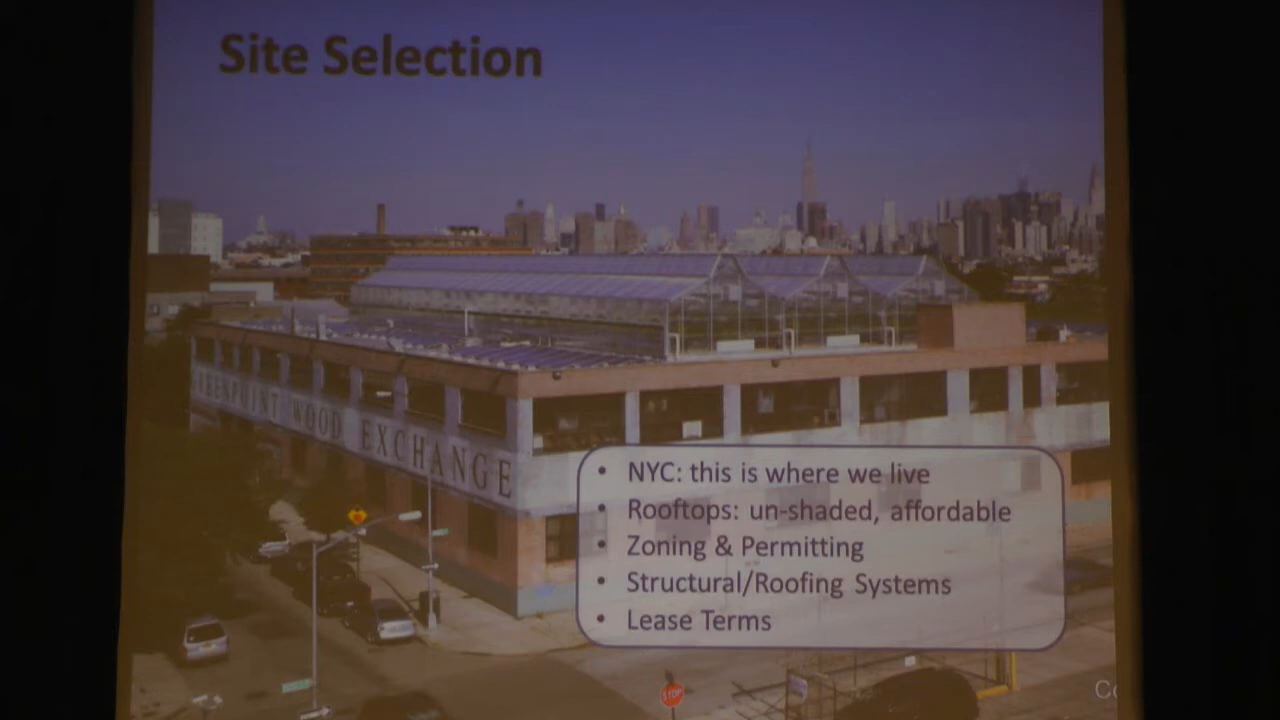 Site Selection
GREENPOINT WOOD EXCHANGE
• NYC: this is where we live
• Rooftops: un-shaded, affordable
• Zoning & Permitting
• Structural/Roofing Systems
• Lease Terms
STOP